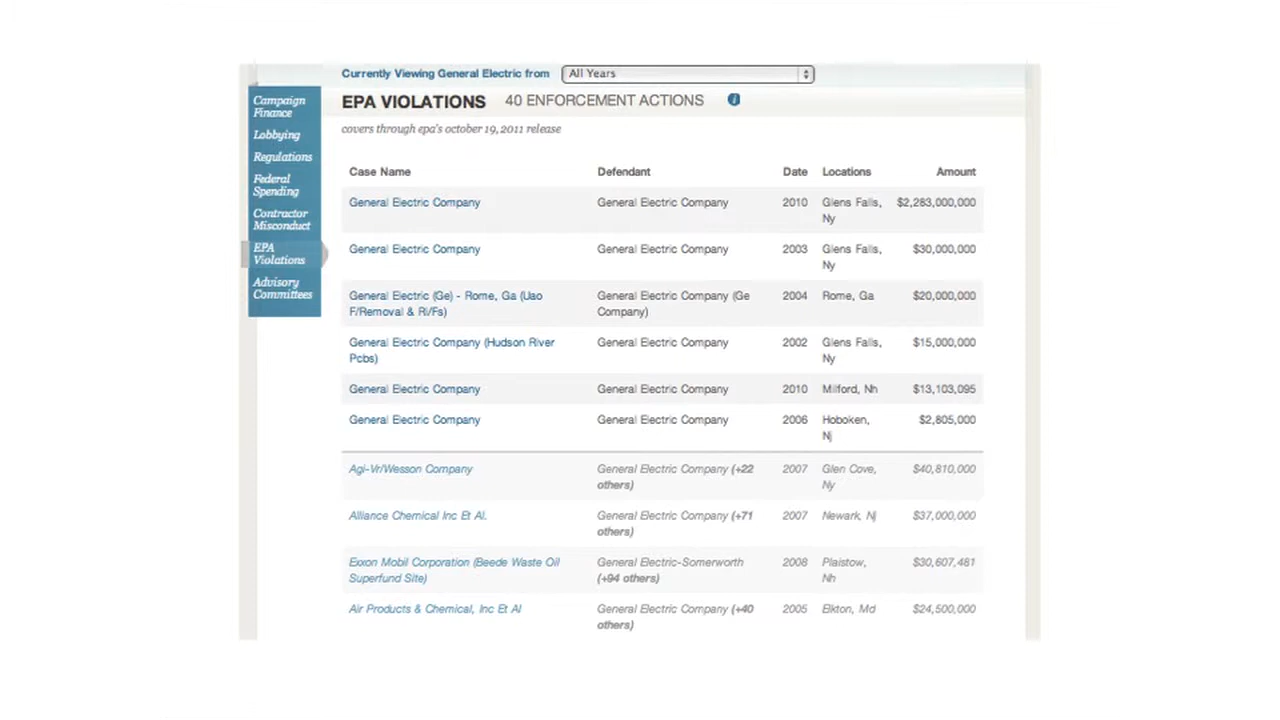 Currently Viewing General Electric from All Years
Campaign
Finance
Lobbying
Regulations
Federal
Spending
Contractor
Misconduct
EPA
Violations
Advisory
Committees
EPA VIOLATIONS 40 ENFORCEMENT ACTIONS i
covers through epa's october 19, 2011 release
Case Name Defendant Date Locations Amount
General Electric Company General Electric Company 2010 Glens Falls, $2,283,000,000
Ny
General Electric Company General Electric Company 2003 Glens Falls, $30,000,000
Ny
General Electric (Ge) - Rome, Ga (Uao General Electric Company (Ge 2004 Rome, Ga $20,000,000
F/Removal & Ri/Fs) Company)
General Electric Company (Hudson River General Electric Company 2002 Glens Falls, $15,000,000
Pcbs) Ny
General Electric Company General Electric Company 2010 Milford, Nh $13,103,095
General Electric Company General Electric Company 2006 Hoboken, $2,805,000
Nj
Agi-Vr/Wesson Company General Electric Company (+22 2007 Glen Cove, $40,810,000
others) Ny
Alliance Chemical Inc Et Al. General Electric Company (+71 2007 Newark, Nj $37,000,000
others)
Exxon Mobil Corporation (Beede Waste Oil General Electric-Somerworth 2008 Plaistow, $30,607,481
Superfund Site) (+94 others) Nh
Air Products & Chemical, Inc Et Al General Electric Company (+40 2005 Elkton, Md $24,500,000
others)